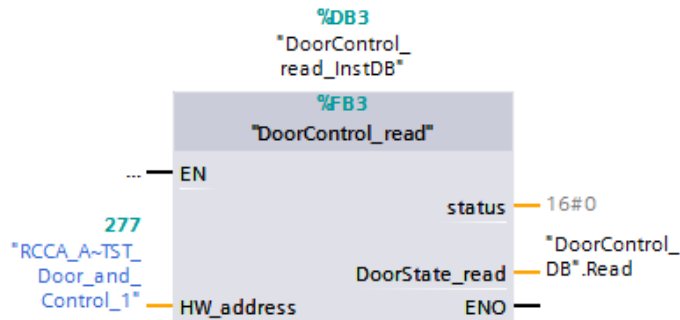 %DB3
"DoorControl_
read_InstDB"
%FB3
"DoorControl_read"
... EN
status 16#0
277
"RCCA_A~TST_
Door_and_
Control_1" HW_address
"DoorControl_
DB".Read
DoorState_read
ENO